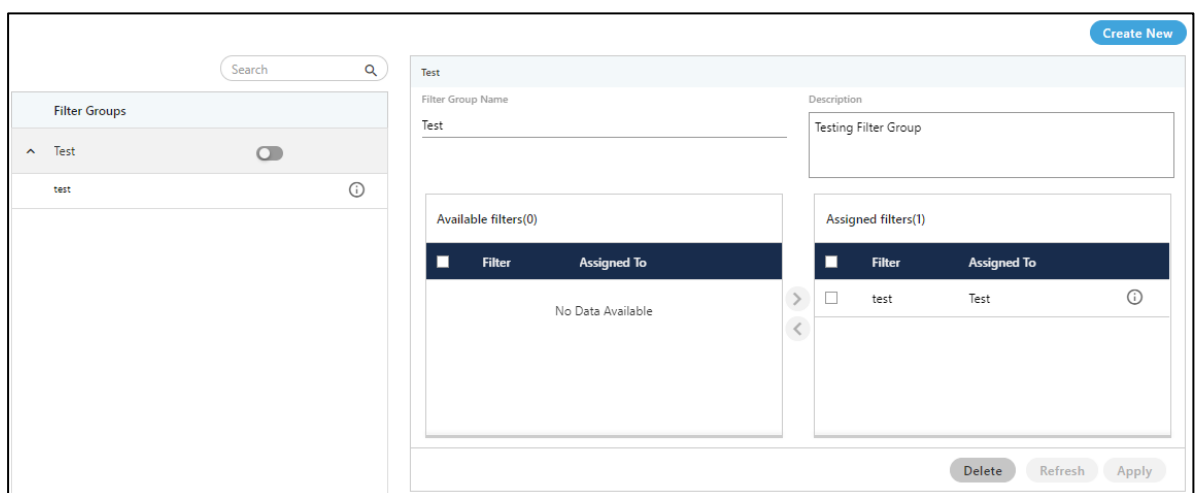 Create New
Search
Filter Groups
Test
test
Test
Filter Group Name
Test
Description
Testing Filter Group
Available filters(0)
Filter Assigned To
No Data Available
Assigned filters(1)
Filter Assigned To
test Test
Delete Refresh Apply